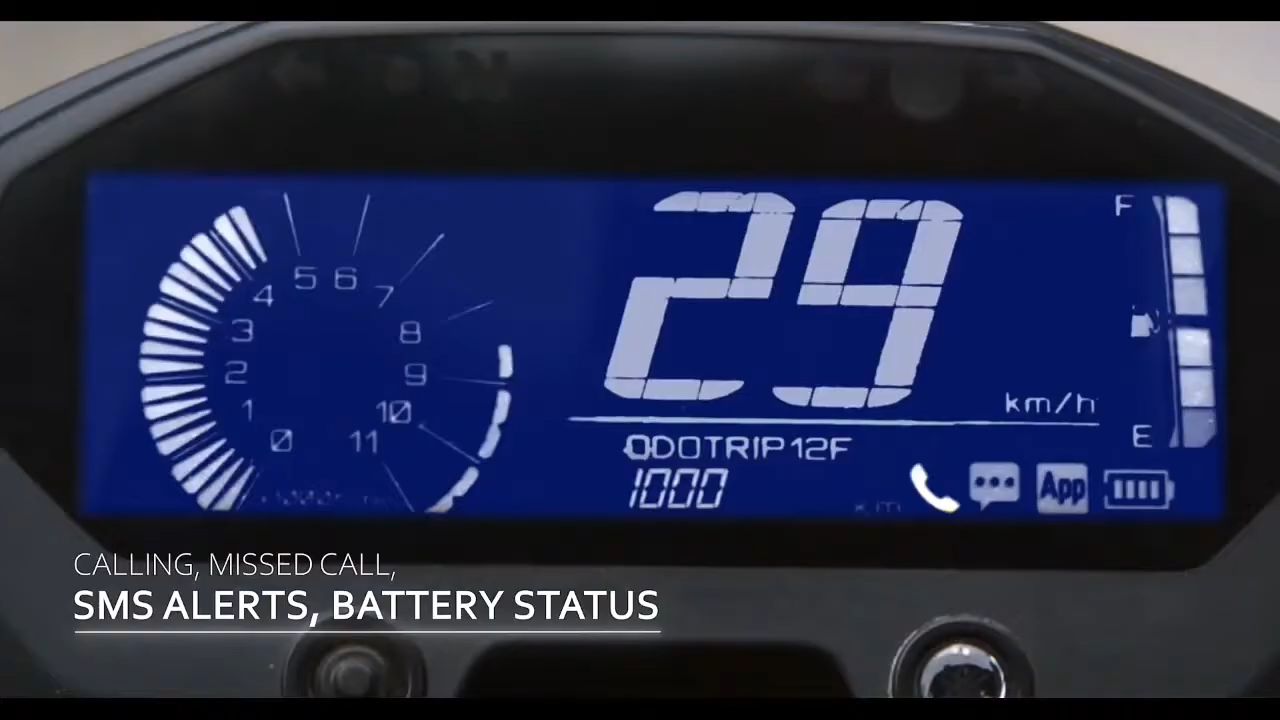 5 6
4 7
3 8
2 9
1 10
0 11
29
km/h
F
E
ODOTRIP12F
1000
App
CALLING, MISSED CALL,
SMS ALERTS, BATTERY STATUS